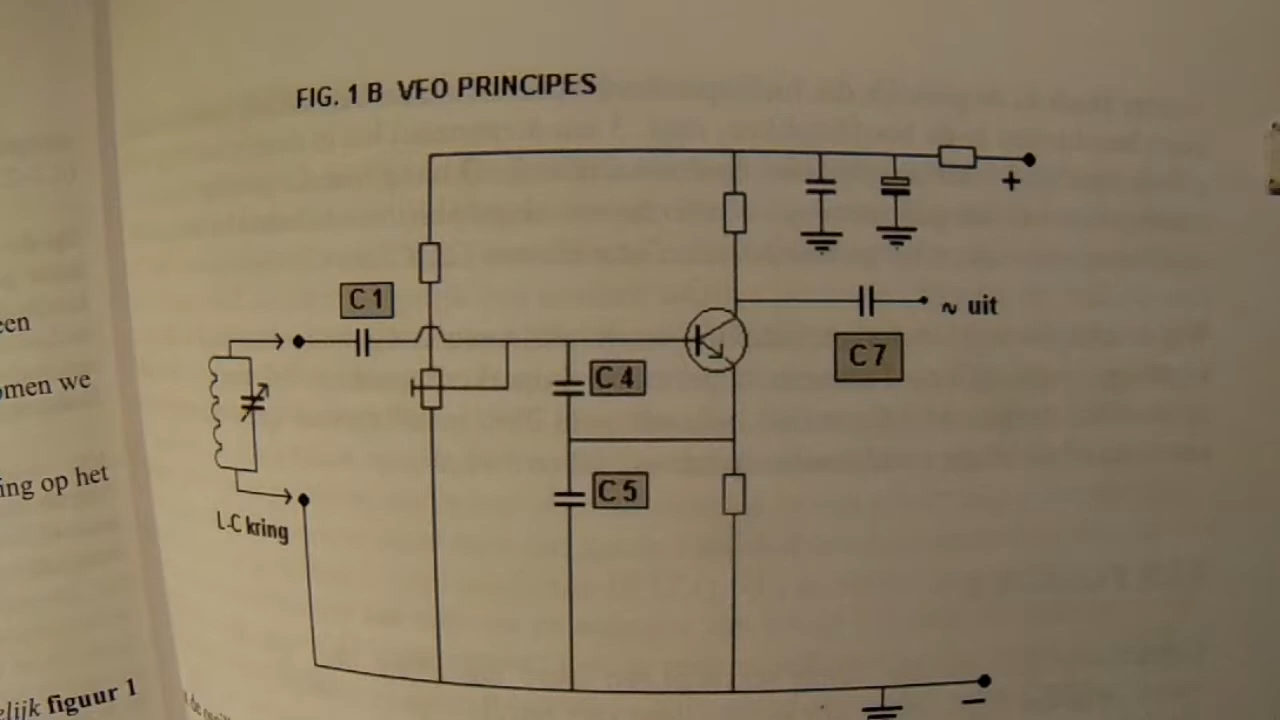 FIG. 1 B VFO PRINCIPES
+
C 1
~ uit
C 7
een
C 4
omen we
C 5
ing op het
L-C kring
elijk figuur 1
–